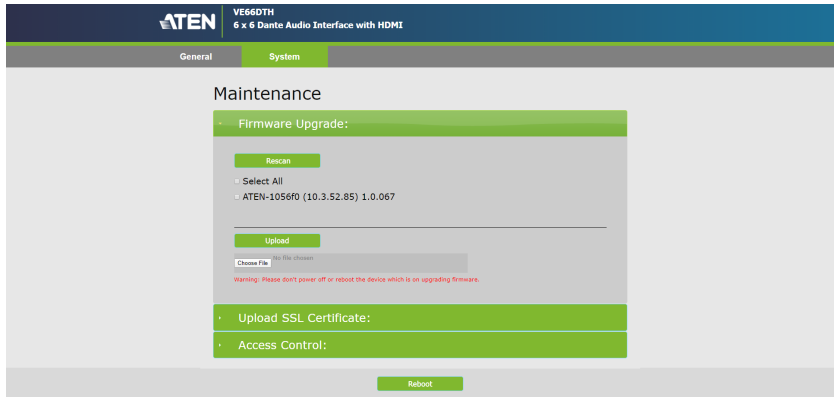 ATEN
VE66DTH
6 x 6 Dante Audio Interface with HDMI
General
System
Maintenance
Firmware Upgrade:
Rescan
Select All
ATEN-1056f0 (10.3.52.85) 1.0.067
Upload
Choose File No file chosen
Warning: Please don't power off or reboot the device which is on upgrading firmware.
Upload SSL Certificate:
Access Control:
Reboot